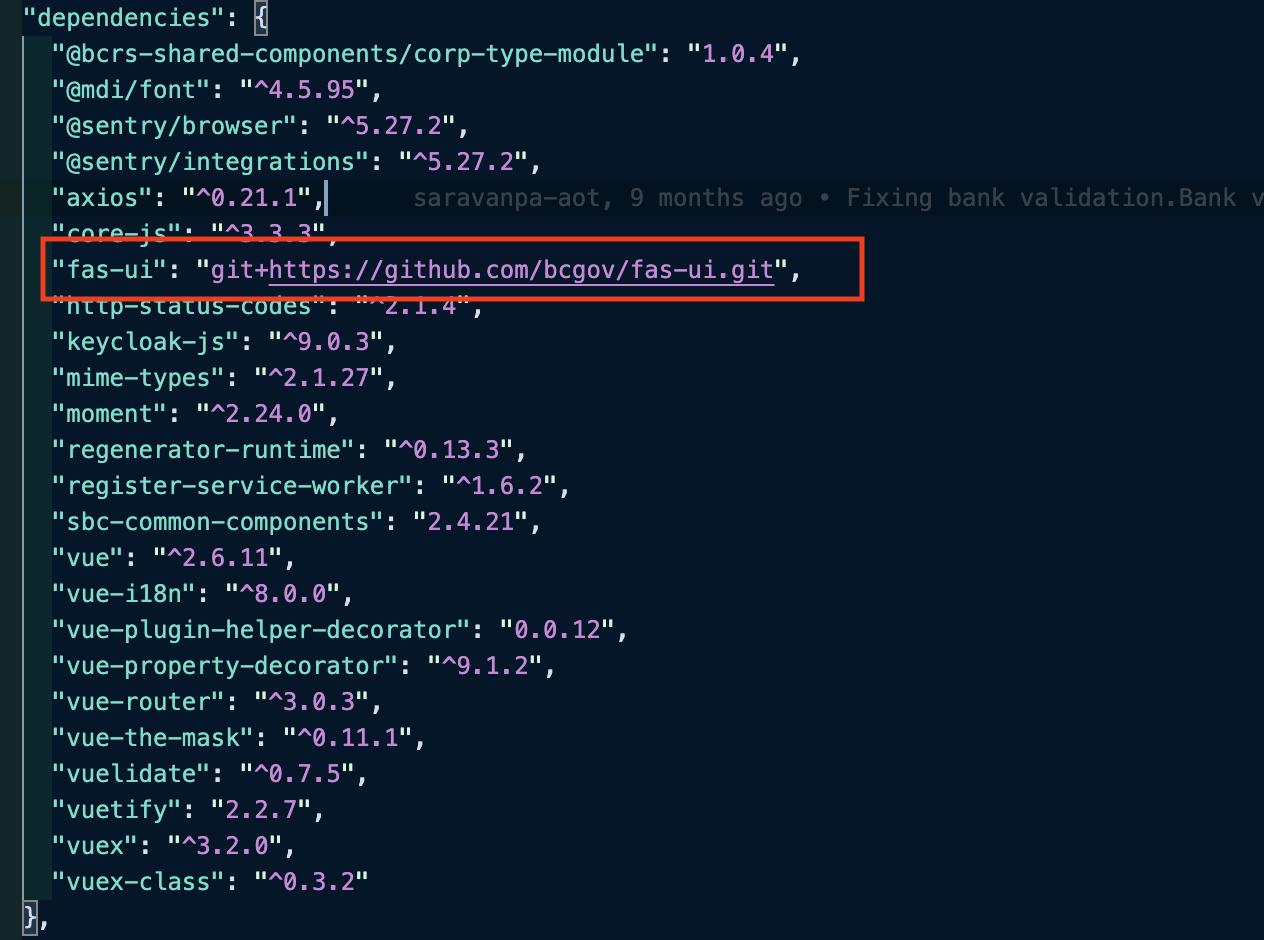 "dependencies": {
"@bcrs-shared-components/corp-type-module": "1.0.4",
"@mdi/font": "^4.5.95",
"@sentry/browser": "^5.27.2",
"@sentry/integrations": "^5.27.2",
"axios": "^0.21.1", saravanpa-aot, 9 months ago • Fixing bank validation.Bank v
"core-js": "^3.3.3",
"fas-ui": "git+https://github.com/bcgov/fas-ui.git",
"http-status-codes": "^2.1.4",
"keycloak-js": "^9.0.3",
"mime-types": "^2.1.27",
"moment": "^2.24.0",
"regenerator-runtime": "^0.13.3",
"register-service-worker": "^1.6.2",
"sbc-common-components": "2.4.21",
"vue": "^2.6.11",
"vue-i18n": "^8.0.0",
"vue-plugin-helper-decorator": "0.0.12",
"vue-property-decorator": "^9.1.2",
"vue-router": "^3.0.3",
"vue-the-mask": "^0.11.1",
"vuelidate": "^0.7.5",
"vuetify": "2.2.7",
"vuex": "^3.2.0",
"vuex-class": "^0.3.2"
},